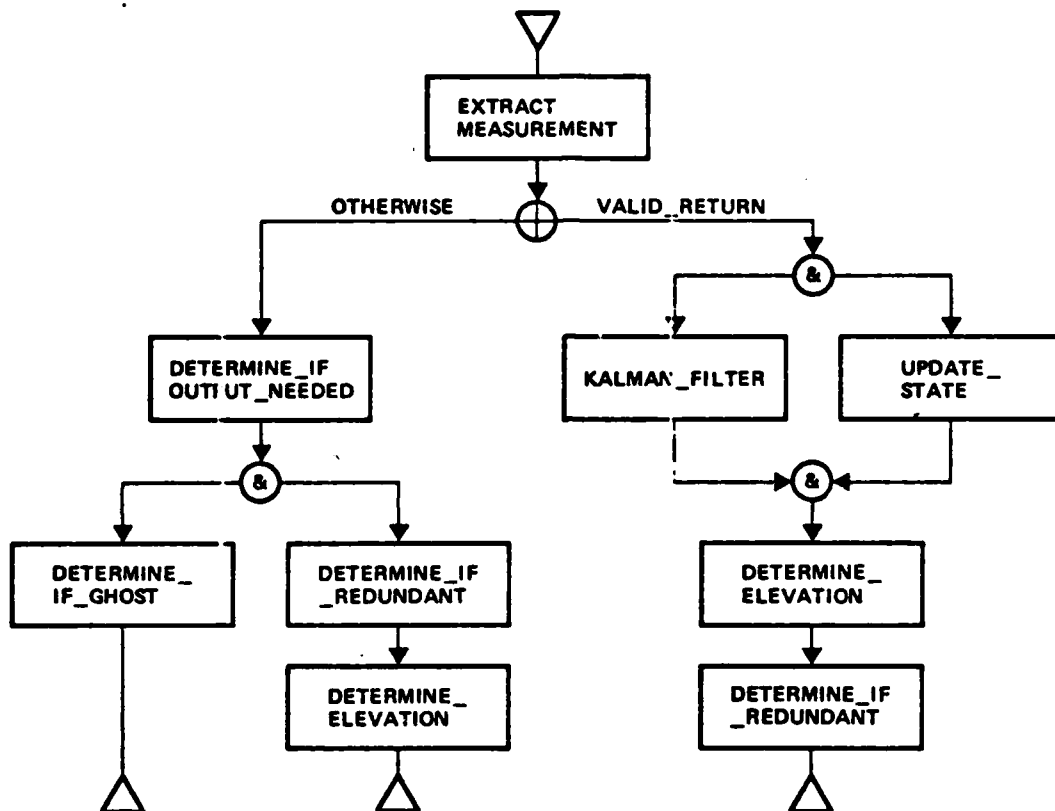 EXTRACT
MEASUREMENT
OTHERWISE
VALID_RETURN
&
DETERMINE_IF
OUTPUT_NEEDED
KALMAN_FILTER
UPDATE_
STATE
&
&
DETERMINE_
IF_GHOST
DETERMINE_IF
_REDUNDANT
DETERMINE_
ELEVATION
DETERMINE_
ELEVATION
DETERMINE_IF
_REDUNDANT